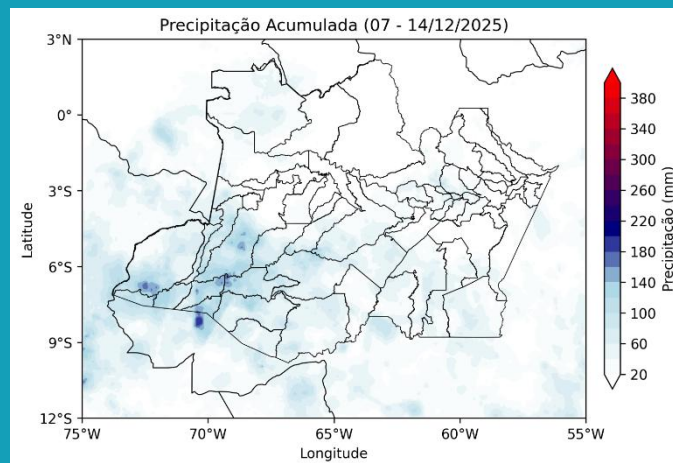 Precipitação Acumulada (07 - 14/12/2025)
3°N
0°
3°S
6°S
9°S
12°S
Latitude
75°W
70°W
65°W
60°W
55°W
Longitude
380
340
300
260
220
180
140
100
60
20
Precipitação (mm)